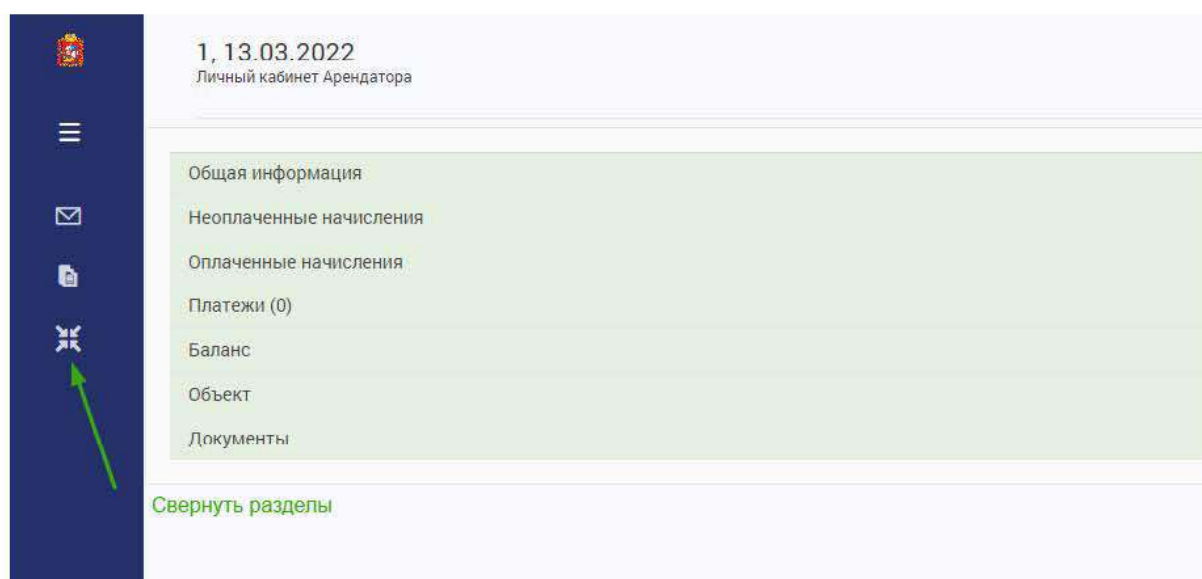 1, 13.03.2022
Личный кабинет Арендатора
Общая информация
Неоплаченные начисления
Оплаченные начисления
Платежи (0)
Баланс
Объект
Документы
Свернуть разделы